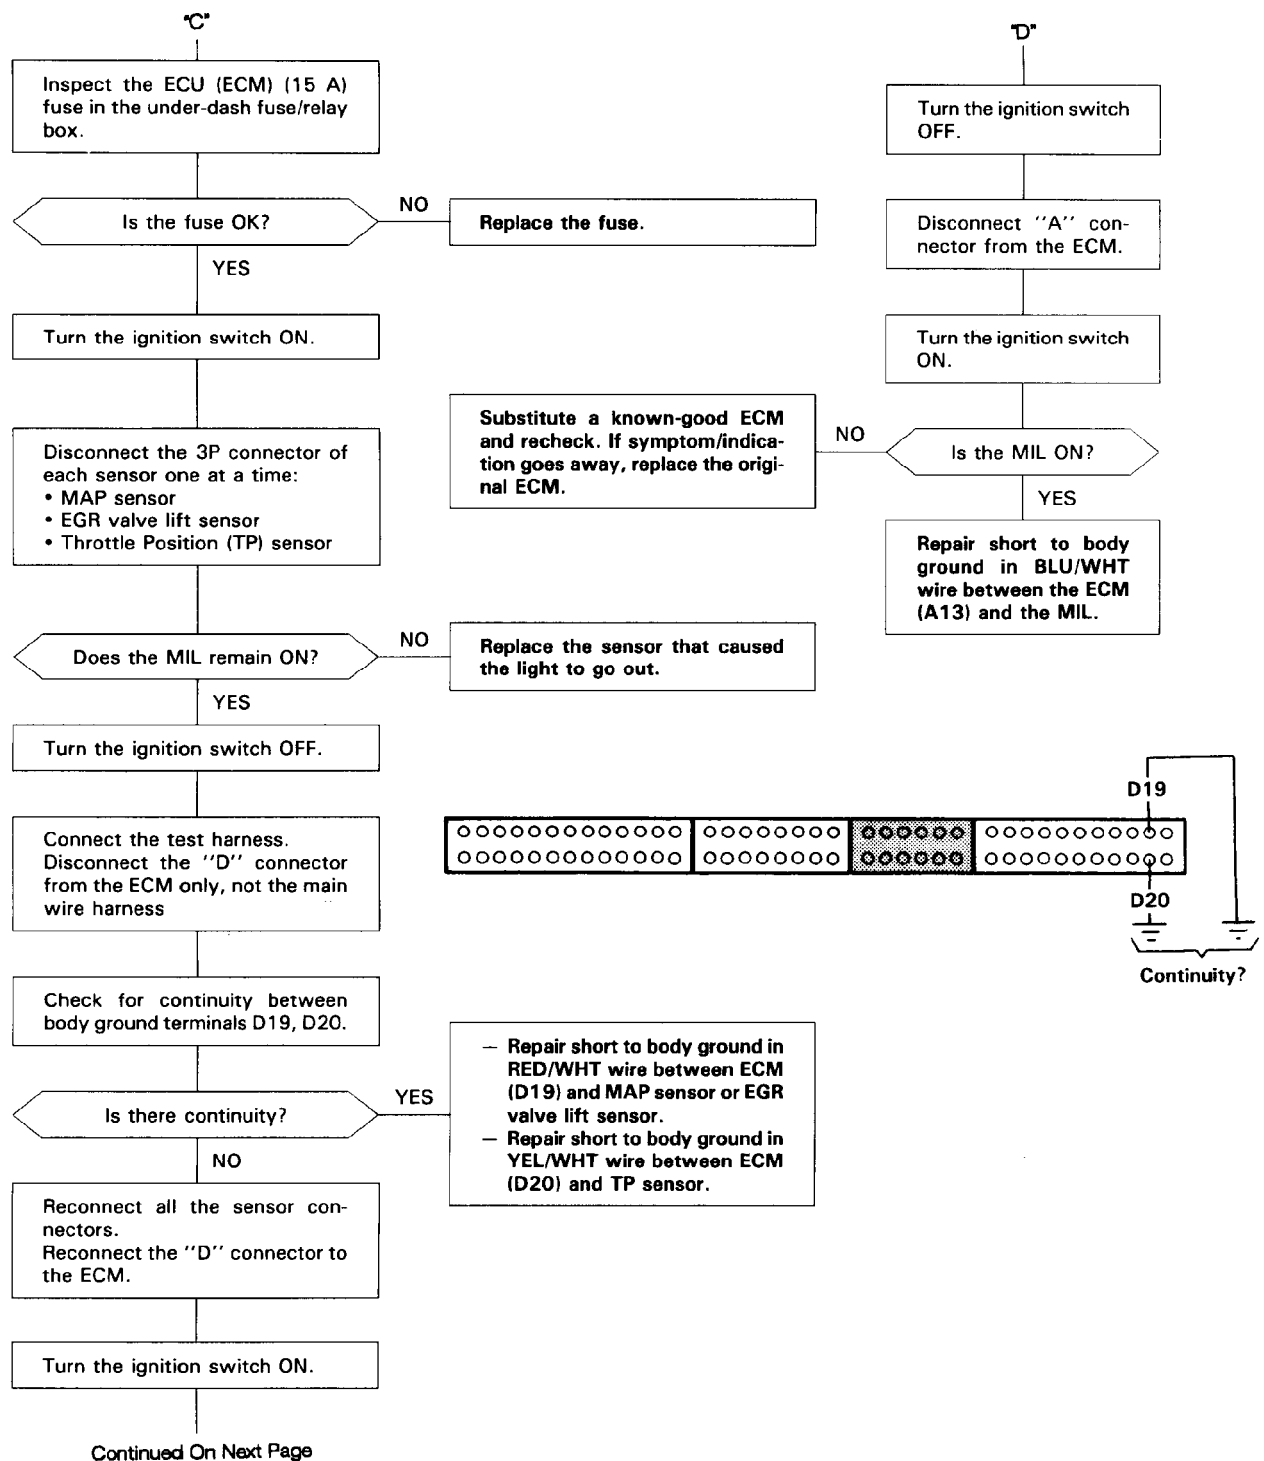 "C"
Inspect the ECU (ECM) (15 A)
fuse in the under-dash fuse/relay
box.
Is the fuse OK?
NO
Replace the fuse.
YES
Turn the ignition switch ON.
Disconnect the 3P connector of
each sensor one at a time:
• MAP sensor
• EGR valve lift sensor
• Throttle Position (TP) sensor
Does the MIL remain ON?
NO
Replace the sensor that caused
the light to go out.
YES
Turn the ignition switch OFF.
Connect the test harness.
Disconnect the "D" connector
from the ECM only, not the main
wire harness
Check for continuity between
body ground terminals D19, D20.
Is there continuity?
YES
— Repair short to body ground in
RED/WHT wire between ECM
(D19) and MAP sensor or EGR
valve lift sensor.
— Repair short to body ground in
YEL/WHT wire between ECM
(D20) and TP sensor.
NO
Reconnect all the sensor con-
nectors.
Reconnect the "D" connector to
the ECM.
Turn the ignition switch ON.
Continued On Next Page
"D"
Turn the ignition switch
OFF.
Disconnect "A" con-
nector from the ECM.
Turn the ignition switch
ON.
Is the MIL ON?
NO
Substitute a known-good ECM
and recheck. If symptom/indica-
tion goes away, replace the origi-
nal ECM.
YES
Repair short to body
ground in BLU/WHT
wire between the ECM
(A13) and the MIL.
D19
D20
Continuity?